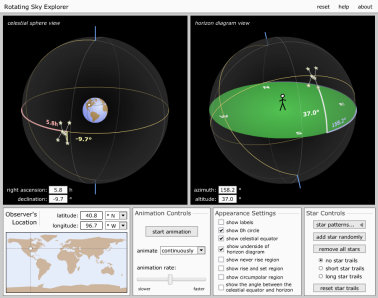 Rotating Sky Explorer
reset help about
celestial sphere view
horizon diagram view
5.8h
-9.7°
37.0°
158.2°
right ascension: 5.8 h
declination: -9.7 °
azimuth: 158.2 °
altitude: 37.0 °
Observer's
Location
latitude: 40.8 ° N
longitude: 96.7 ° W
Animation Controls
start animation
animate continuously
animation rate:
slower faster
Appearance Settings
show labels
show 0h circle
show celestial equator
show underside of
horizon diagram
show never rise region
show rise and set region
show circumpolar region
show the angle between the
celestial equator and horizon
Star Controls
star patterns...
add star randomly
remove all stars
no star trails
short star trails
long star trails
reset star trails